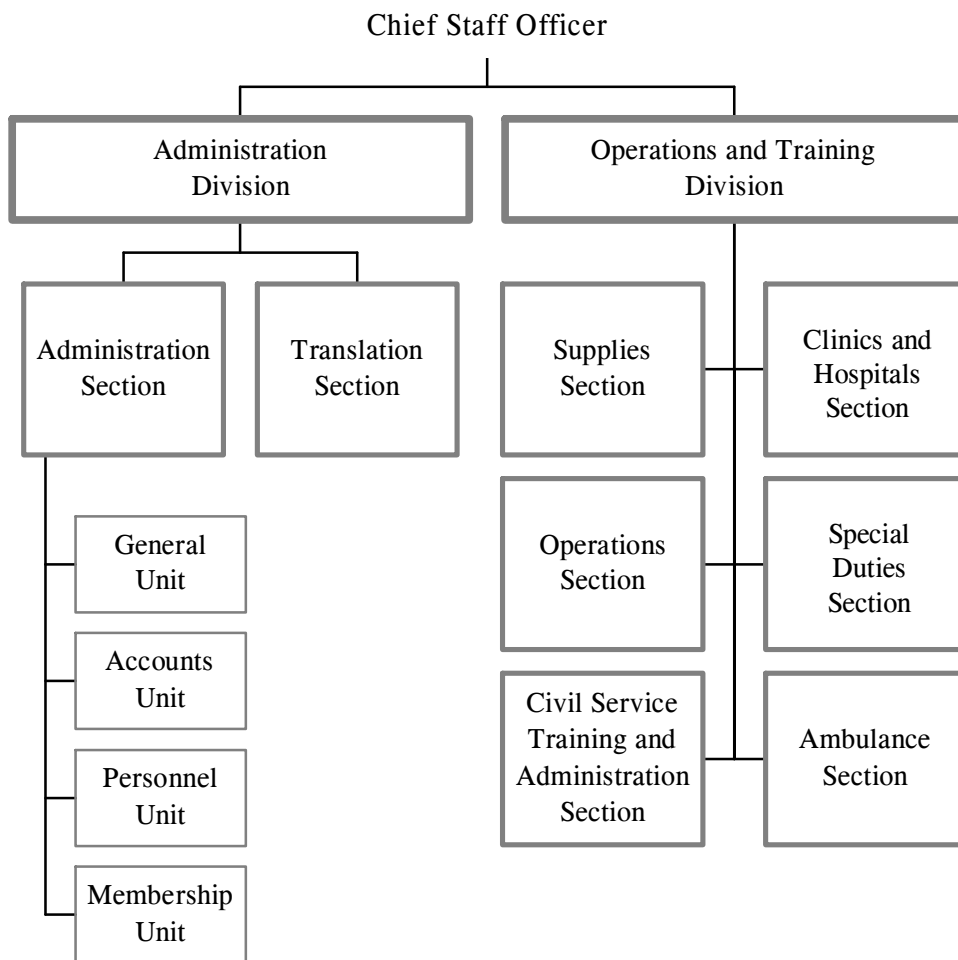 Chief Staff Officer
Administration
Division
Operations and Training
Division
Administration
Section
Translation
Section
Supplies
Section
Clinics and
Hospitals
Section
General
Unit
Accounts
Unit
Personnel
Unit
Membership
Unit
Operations
Section
Special
Duties
Section
Civil Service
Training and
Administration
Section
Ambulance
Section